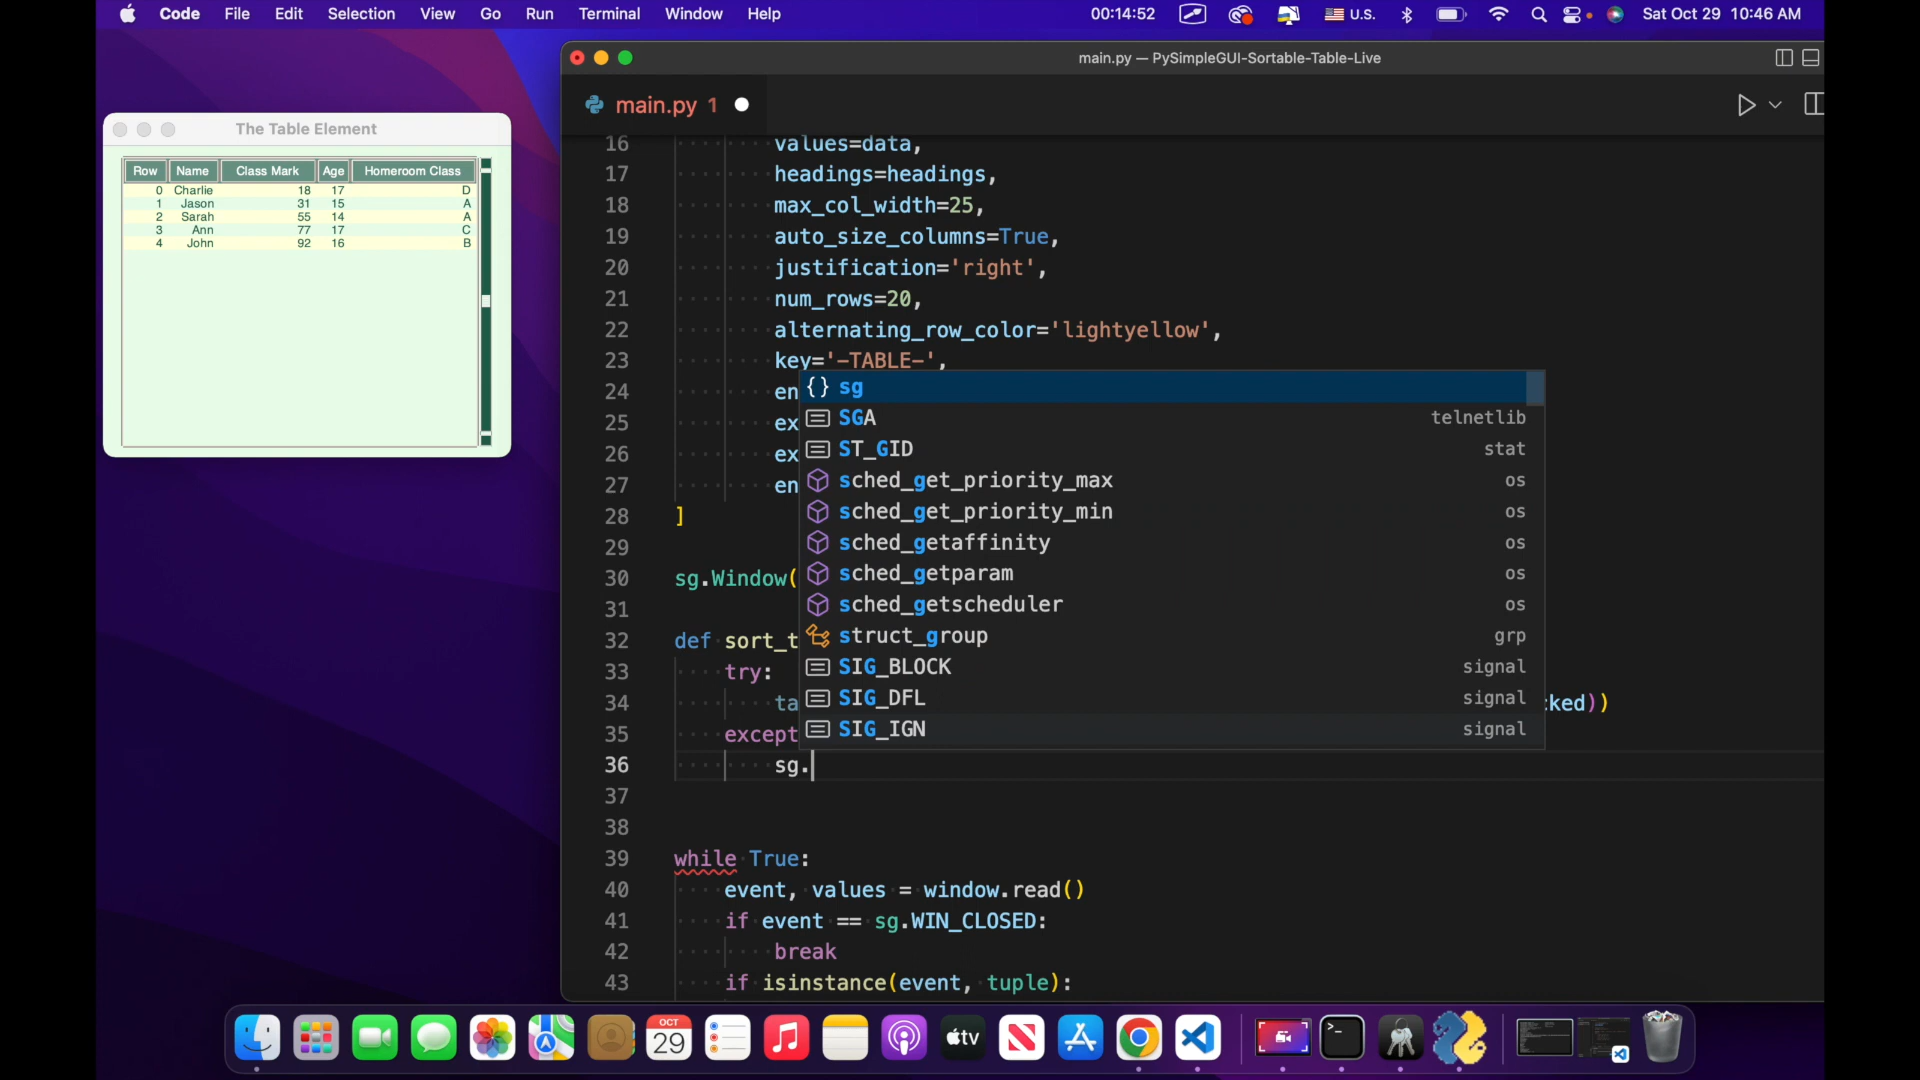 Code File Edit Selection View Go Run Terminal Window Help 00:14:52 U.S. Sat Oct 29 10:46 AM
main.py — PySimpleGUI-Sortable-Table-Live
main.py 1
The Table Element
Row Name Class Mark Age Homeroom Class
0 Charlie 18 17 D
1 Jason 31 15 A
2 Sarah 55 14 A
3 Ann 77 17 C
4 John 92 16 B
16 values=data,
17 headings=headings,
18 max_col_width=25,
19 auto_size_columns=True,
20 justification='right',
21 num_rows=20,
22 alternating_row_color='lightyellow',
23 key='-TABLE-',
24 en
25 ex
26 ex
27 en
28 ]
29
30 sg.Window(
31
32 def sort_t
33 try:
34 ta ked))
35 except
36 sg.
37
38
39 while True:
40 event, values = window.read()
41 if event == sg.WIN_CLOSED:
42 break
43 if isinstance(event, tuple):
{} sg
SGA telnetlib
ST_GID stat
sched_get_priority_max os
sched_get_priority_min os
sched_getaffinity os
sched_getparam os
sched_getscheduler os
struct_group grp
SIG_BLOCK signal
SIG_DFL signal
SIG_IGN signal
OCT
29
tv